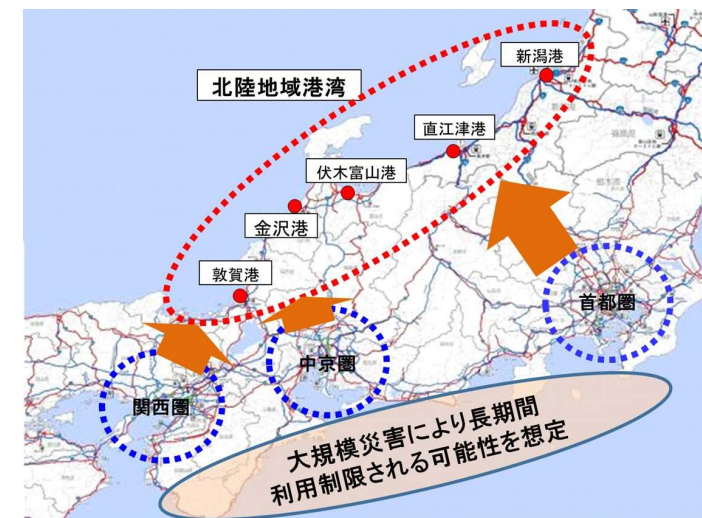 新潟港
北陸地域港湾
直江津港
伏木富山港
金沢港
敦賀港
首都圏
中京圏
関西圏
大規模災害により長期間
利用制限される可能性を想定